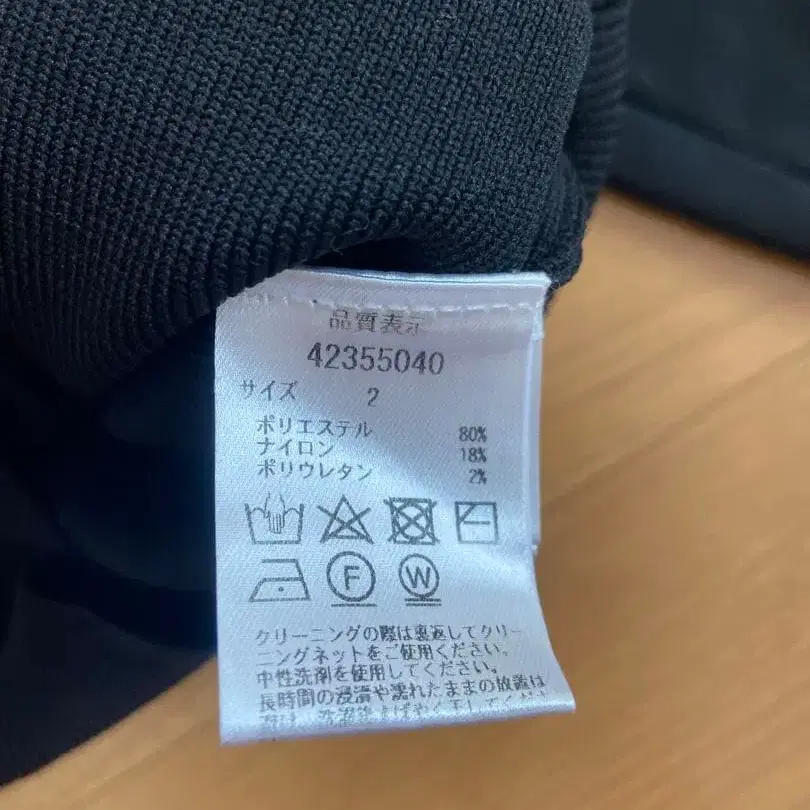 品質表示
42355040
サイズ 2
ポリエステル 80%
ナイロン 18%
ポリウレタン 2%
F W
クリーニングの際は裏返してクリー
ニングネットをご使用ください。
中性洗剤を使用してください。
長時間の浸漬や濡れたままの放置は